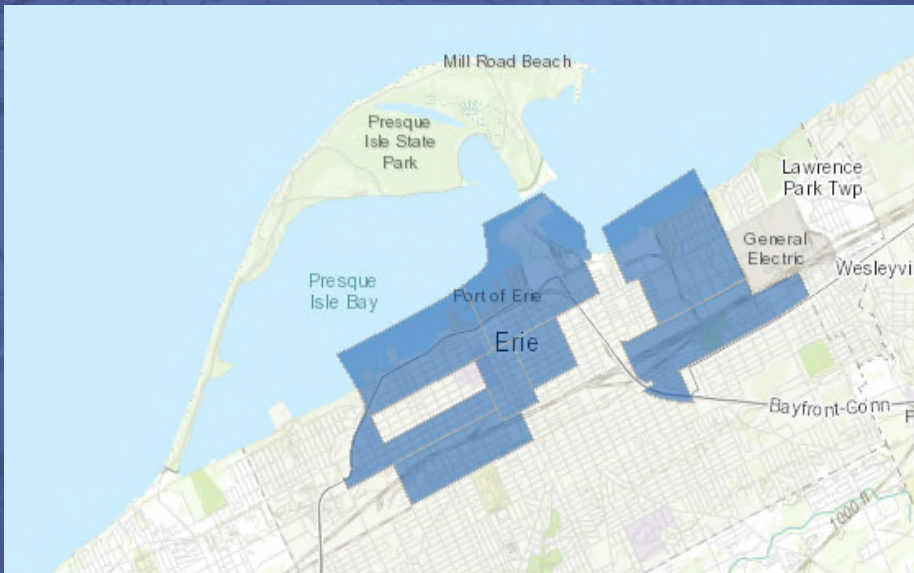 Mill Road Beach
Presque
Isle State
Park
Lawrence
Park Twp
General
Electric
Wesleyvil
Presque
Isle Bay
Port of Erie
Erie
Bayfront-Conn
P
1000 ft